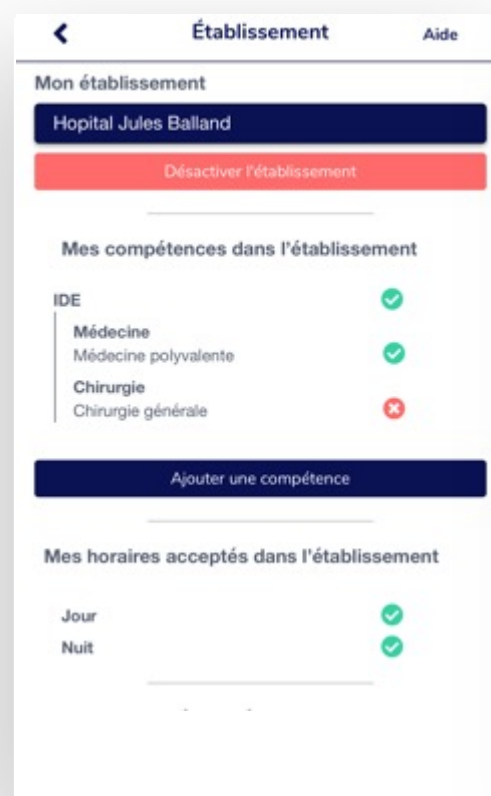 Établissement
Aide
Mon établissement
Hopital Jules Balland
Désactiver l'établissement
Mes compétences dans l'établissement
IDE
Médecine
Médecine polyvalente
Chirurgie
Chirurgie générale
Ajouter une compétence
Mes horaires acceptés dans l'établissement
Jour
Nuit